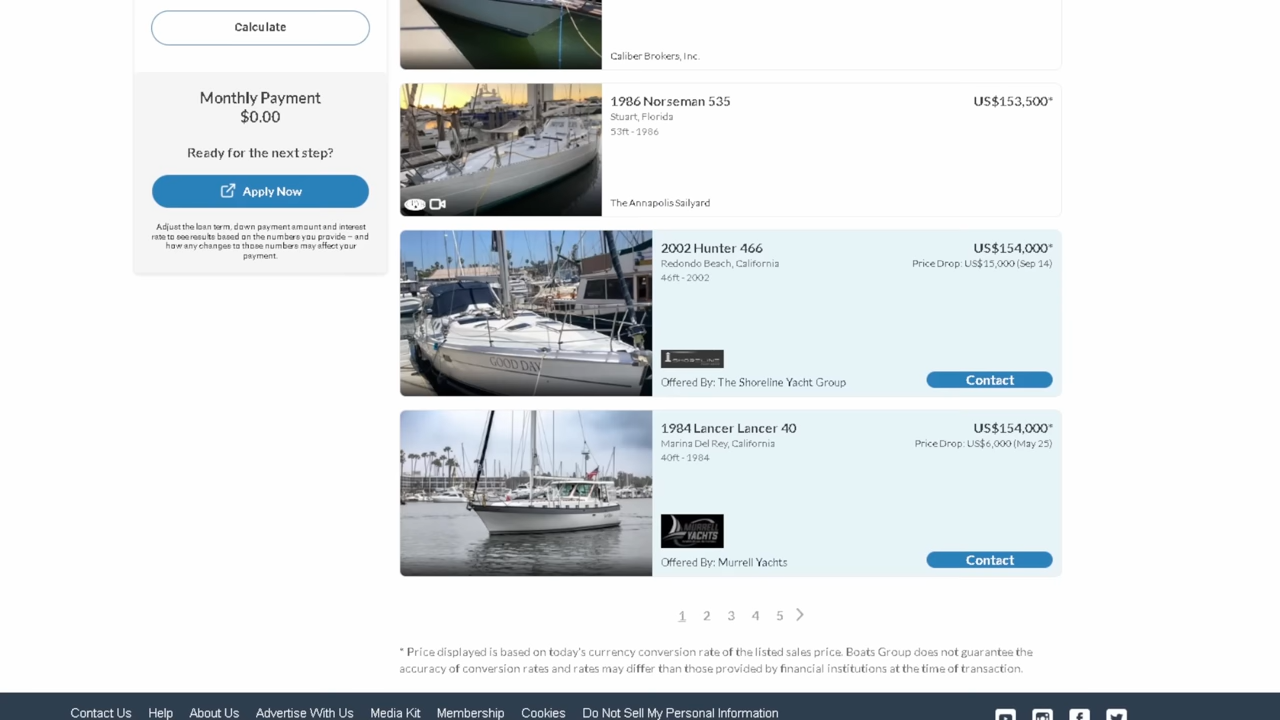 Calculate
Monthly Payment
$0.00
Ready for the next step?
Apply Now
Adjust the loan term, down payment amount and interest
rate to see results based on the numbers you provide – and
how any changes to those numbers may affect your
payment.
Caliber Brokers, Inc.
1986 Norseman 535
US$153,500*
Stuart, Florida
53ft - 1986
The Annapolis Sailyard
GOOD DAY
2002 Hunter 466
US$154,000*
Redondo Beach, California
Price Drop: US$15,000 (Sep 14)
46ft - 2002
Offered By: The Shoreline Yacht Group
Contact
1984 Lancer Lancer 40
US$154,000*
Marina Del Rey, California
Price Drop: US$6,000 (May 25)
40ft - 1984
MURRELL
YACHTS
Offered By: Murrell Yachts
Contact
1 2 3 4 5
* Price displayed is based on today's currency conversion rate of the listed sales price. Boats Group does not guarantee the
accuracy of conversion rates and rates may differ than those provided by financial institutions at the time of transaction.
Contact Us Help About Us Advertise With Us Media Kit Membership Cookies Do Not Sell My Personal Information